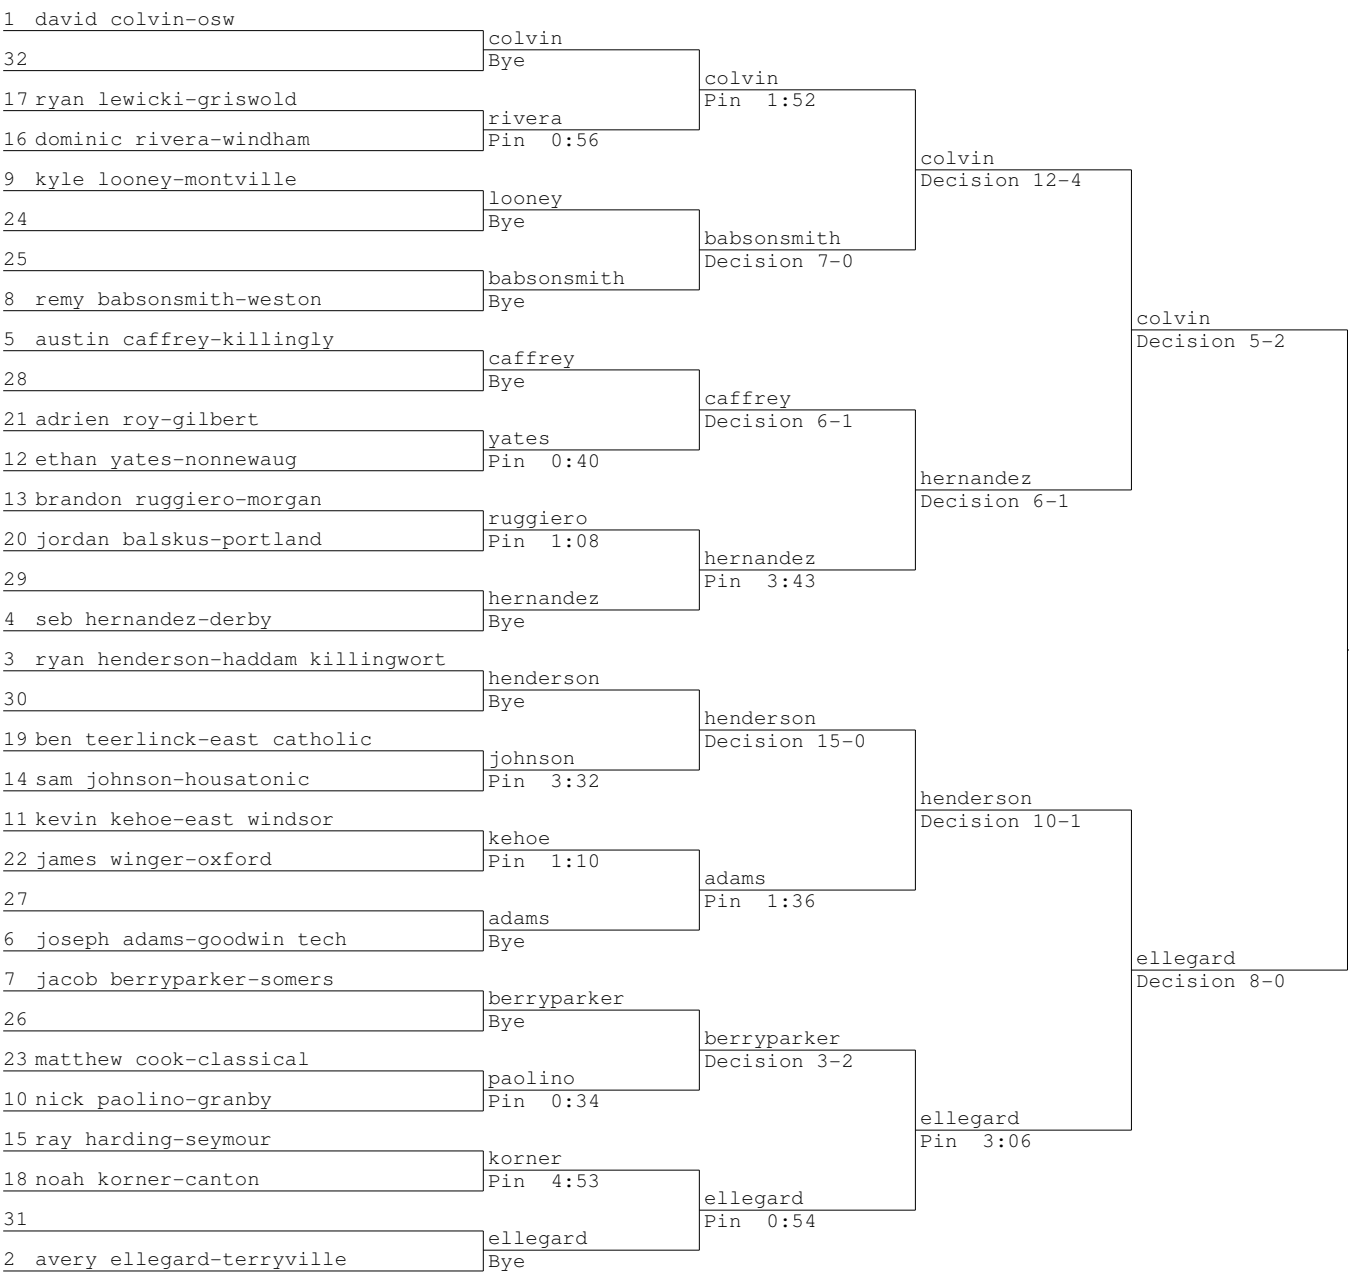 1 david colvin-osw
colvin
32
Bye
colvin
17 ryan lewicki-griswold
Pin 1:52
rivera
16 dominic rivera-windham
Pin 0:56
colvin
9 kyle looney-montville
Decision 12-4
looney
24
Bye
babsonsmith
25
Decision 7-0
babsonsmith
8 remy babsonsmith-weston
Bye
colvin
5 austin caffrey-killingly
Decision 5-2
caffrey
28
Bye
caffrey
21 adrien roy-gilbert
Decision 6-1
yates
12 ethan yates-nonnewaug
Pin 0:40
hernandez
13 brandon ruggiero-morgan
Decision 6-1
ruggiero
20 jordan balskus-portland
Pin 1:08
hernandez
29
Pin 3:43
hernandez
4 seb hernandez-derby
Bye
3 ryan henderson-haddam killingwort
henderson
30
Bye
henderson
19 ben teerlinck-east catholic
Decision 15-0
johnson
14 sam johnson-housatonic
Pin 3:32
henderson
11 kevin kehoe-east windsor
Decision 10-1
kehoe
22 james winger-oxford
Pin 1:10
adams
27
Pin 1:36
adams
6 joseph adams-goodwin tech
Bye
ellegard
7 jacob berryparker-somers
Decision 8-0
berryparker
26
Bye
berryparker
23 matthew cook-classical
Decision 3-2
paolino
10 nick paolino-granby
Pin 0:34
ellegard
15 ray harding-seymour
Pin 3:06
korner
18 noah korner-canton
Pin 4:53
ellegard
31
Pin 0:54
ellegard
2 avery ellegard-terryville
Bye